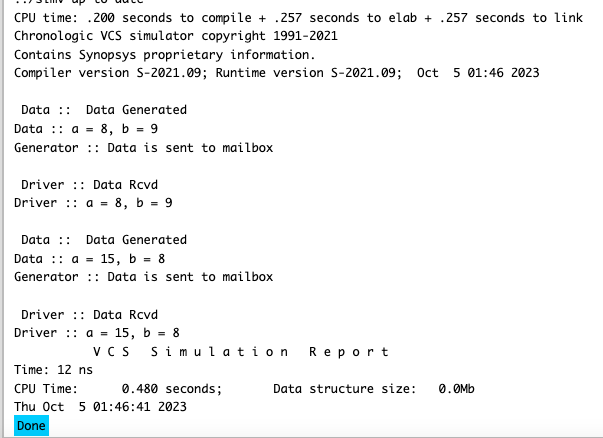 ../simv up to date
CPU time: .200 seconds to compile + .257 seconds to elab + .257 seconds to link
Chronologic VCS simulator copyright 1991-2021
Contains Synopsys proprietary information.
Compiler version S-2021.09; Runtime version S-2021.09;  Oct  5 01:46 2023
Data ::  Data Generated
Data :: a = 8, b = 9
Generator :: Data is sent to mailbox
Driver :: Data Rcvd
Driver :: a = 8, b = 9
Data ::  Data Generated
Data :: a = 15, b = 8
Generator :: Data is sent to mailbox
Driver :: Data Rcvd
Driver :: a = 15, b = 8
V C S   S i m u l a t i o n   R e p o r t
Time: 12 ns
CPU Time:      0.480 seconds;       Data structure size:   0.0Mb
Thu Oct  5 01:46:41 2023
Done